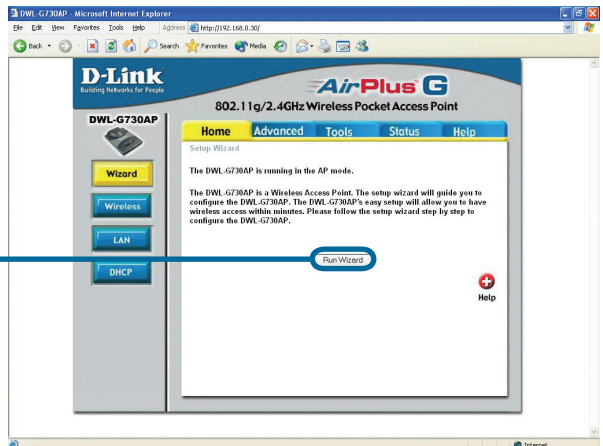 DWL-G730AP - Microsoft Internet Explorer
File Edit View Favorites Tools Help Address http://192.168.0.30/
Back Search Favorites Media
D-Link
Building Networks for People
AirPlus G
802.11g/2.4GHz Wireless Pocket Access Point
DWL-G730AP
Home Advanced Tools Status Help
Setup Wizard
The DWL-G730AP is running in the AP mode.
The DWL-G730AP is a Wireless Access Point. The setup wizard will guide you to
configure the DWL-G730AP. The DWL-G730AP's easy setup will allow you to have
wireless access within minutes. Please follow the setup wizard step by step to
configure the DWL-G730AP.
Wizard
Wireless
LAN
DHCP
Run Wizard
Help
Internet